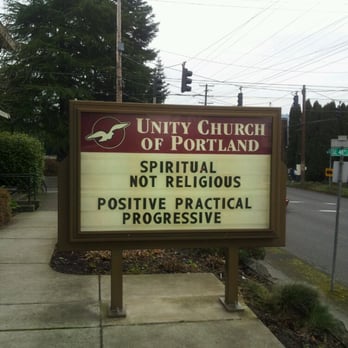 UNITY CHURCH
OF PORTLAND
SPIRITUAL
NOT RELIGIOUS
POSITIVE PRACTICAL
PROGRESSIVE